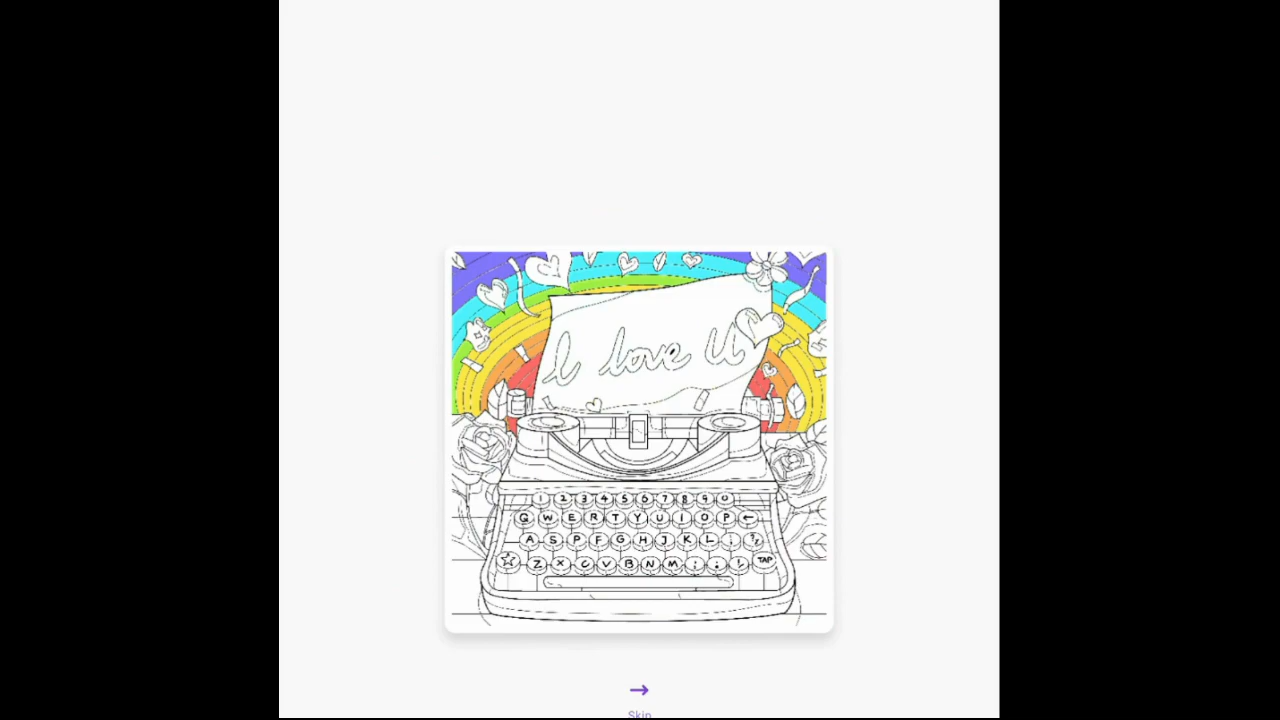 I love U
1 2 3 4 5 6 7 8 9 0
Q W E R T Y U I O P ←
A S P F G H J K L ; ?,
☆ Z X C V B N M ; : ! TAP
→
Skip